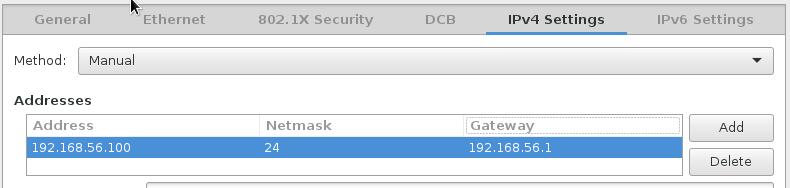 General Ethernet 802.1X Security DCB IPv4 Settings IPv6 Settings
Method: Manual
Addresses
Address Netmask Gateway
Add
192.168.56.100 24 192.168.56.1
Delete